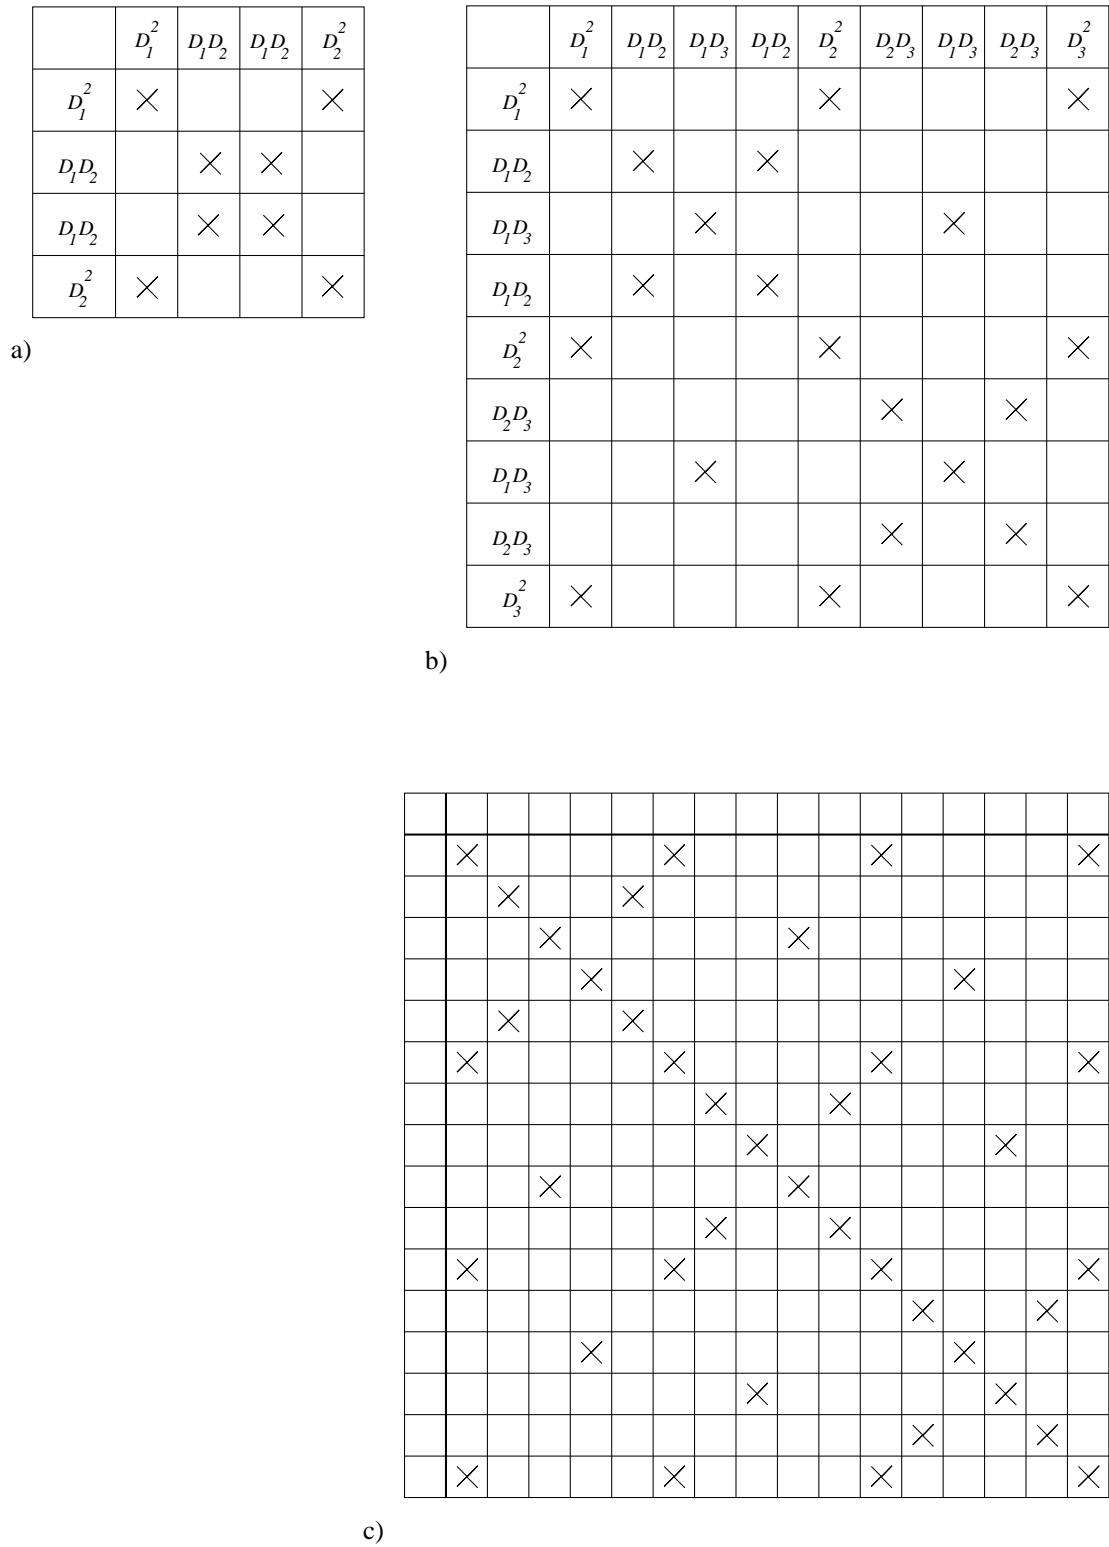 D_1^2 D_1D_2 D_1D_2 D_2^2
D_1^2 × ×
D_1D_2 × ×
D_1D_2 × ×
D_2^2 × ×
a)
D_1^2 D_1D_2 D_1D_3 D_1D_2 D_2^2 D_2D_3 D_1D_3 D_2D_3 D_3^2
D_1^2 × × ×
D_1D_2 × ×
D_1D_3 × ×
D_1D_2 × ×
D_2^2 × × ×
D_2D_3 × ×
D_1D_3 × ×
D_2D_3 × ×
D_3^2 × × ×
b)
× × × ×
× ×
× ×
× ×
× ×
× × × ×
× ×
× ×
× ×
× ×
× × × ×
× ×
× ×
× ×
× ×
× × × ×
c)